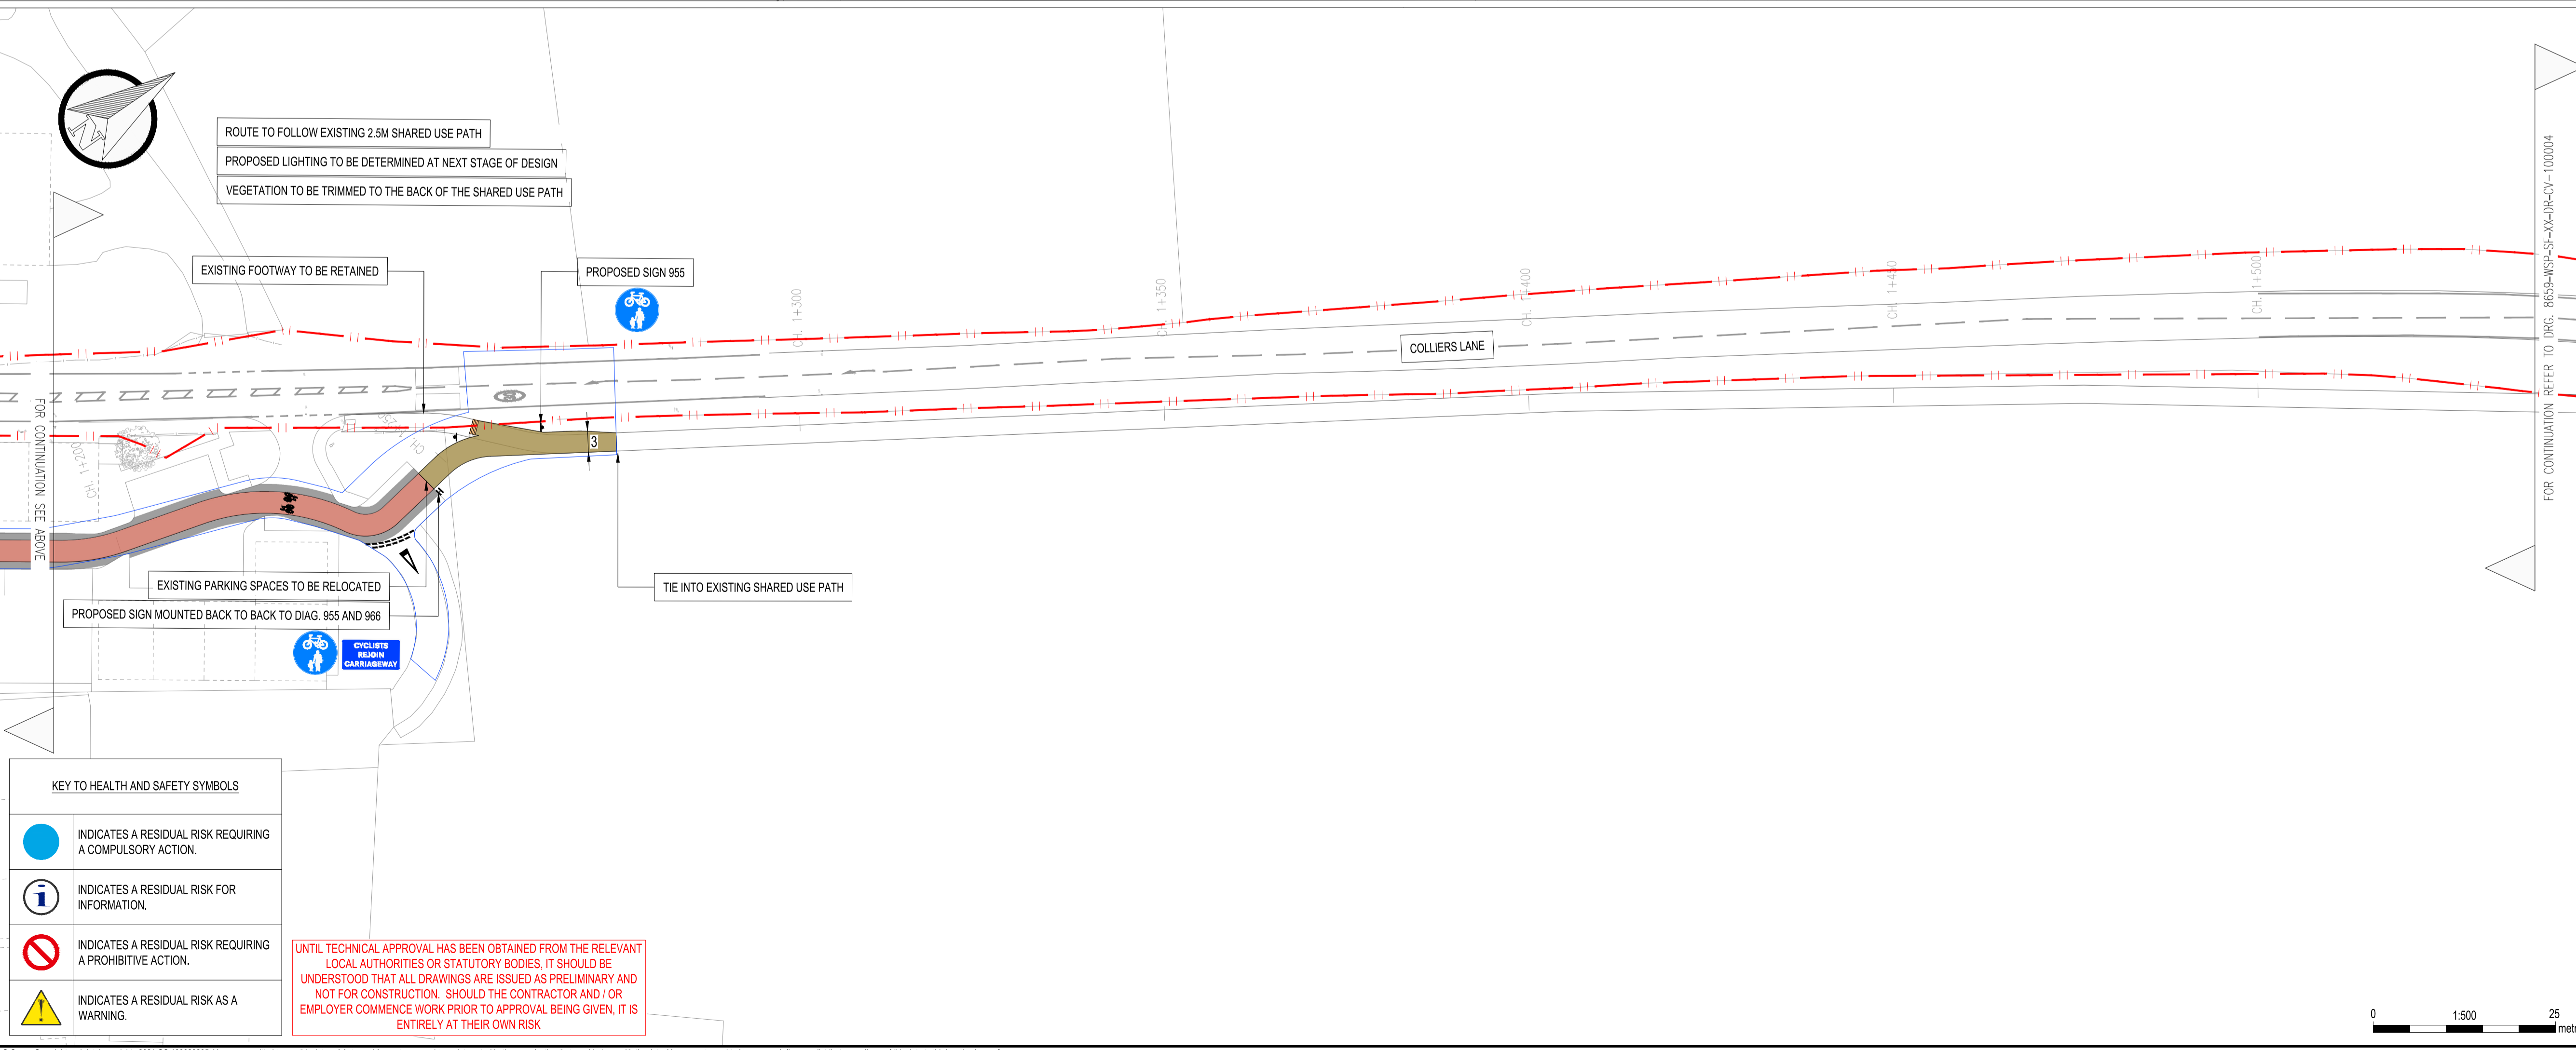 ROUTE TO FOLLOW EXISTING 2.5M SHARED USE PATH
PROPOSED LIGHTING TO BE DETERMINED AT NEXT STAGE OF DESIGN
VEGETATION TO BE TRIMMED TO THE BACK OF THE SHARED USE PATH
N
EXISTING FOOTWAY TO BE RETAINED
PROPOSED SIGN 955
CH. 1+200
CH. 1+300
CH. 1+350
CH. 1+400
CH. 1+450
CH. 1+500
COLLIERS LANE
3
FOR CONTINUATION SEE ABOVE
FOR CONTINUATION REFER TO DRG. 8659-WSP-SF-XX-DR-CV-100004
EXISTING PARKING SPACES TO BE RELOCATED
PROPOSED SIGN MOUNTED BACK TO BACK TO DIAG. 955 AND 966
TIE INTO EXISTING SHARED USE PATH
CYCLISTS
REJOIN
CARRIAGEWAY
KEY TO HEALTH AND SAFETY SYMBOLS
INDICATES A RESIDUAL RISK REQUIRING
A COMPULSORY ACTION.
INDICATES A RESIDUAL RISK FOR
INFORMATION.
INDICATES A RESIDUAL RISK REQUIRING
A PROHIBITIVE ACTION.
INDICATES A RESIDUAL RISK AS A
WARNING.
UNTIL TECHNICAL APPROVAL HAS BEEN OBTAINED FROM THE RELEVANT
LOCAL AUTHORITIES OR STATUTORY BODIES, IT SHOULD BE
UNDERSTOOD THAT ALL DRAWINGS ARE ISSUED AS PRELIMINARY AND
NOT FOR CONSTRUCTION. SHOULD THE CONTRACTOR AND / OR
EMPLOYER COMMENCE WORK PRIOR TO APPROVAL BEING GIVEN, IT IS
ENTIRELY AT THEIR OWN RISK
0 1:500 25
metr